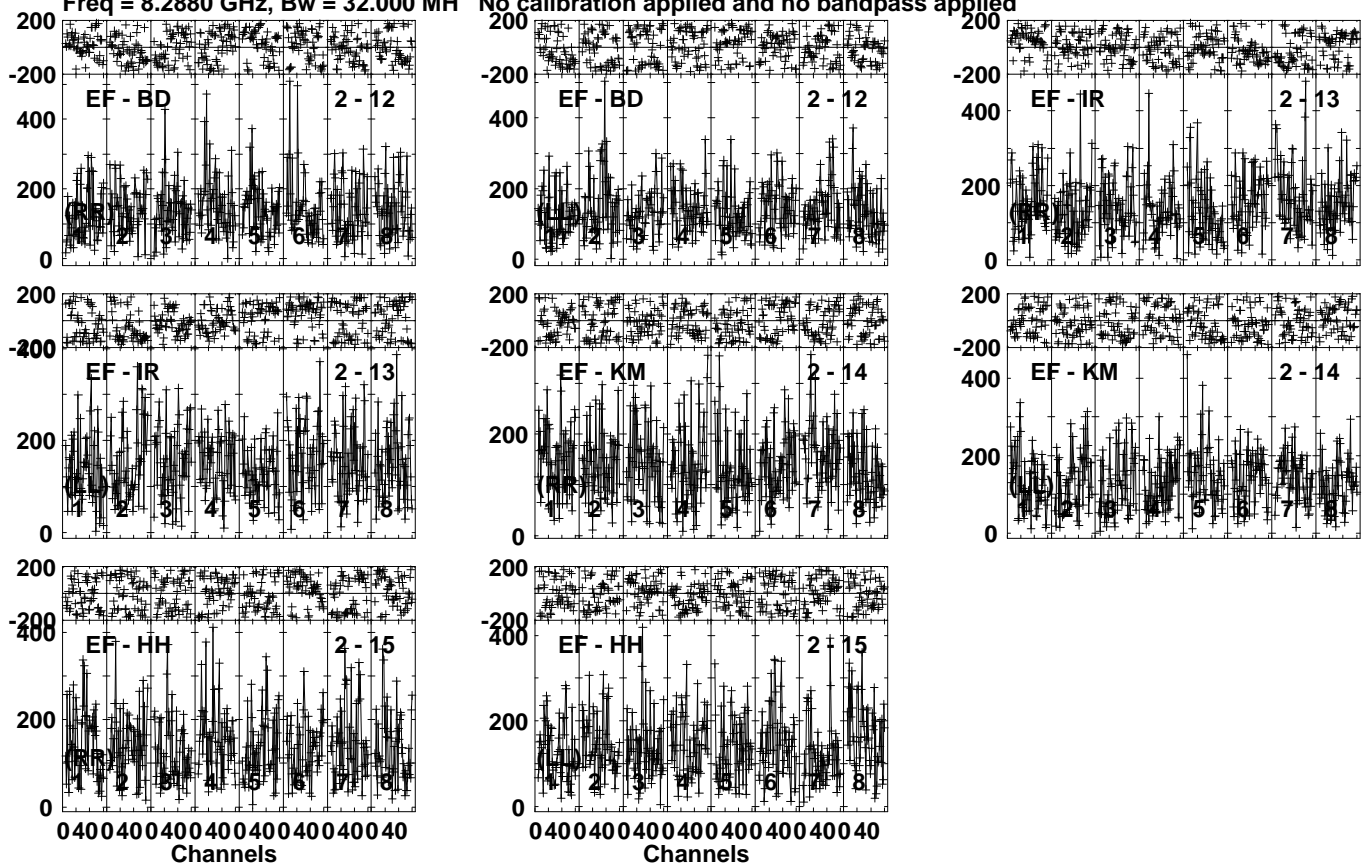 Freq = 8.2880 GHz, Bw = 32.000 MH No calibration applied and no bandpass applied
200
-200
EF - BD 2 - 12
400
200
(RR)
1 2 3 4 5 6 7 8
0
200
-200
EF - BD 2 - 12
400
200
(LL)
1 2 3 4 5 6 7 8
0
200
-200
EF - IR 2 - 13
400
200
(RR)
1 2 3 4 5 6 7 8
0
200
-200
400
EF - IR 2 - 13
200
(LL)
1 2 3 4 5 6 7 8
0
200
-200
EF - KM 2 - 14
200
(RR)
1 2 3 4 5 6 7 8
0
200
-200
EF - KM 2 - 14
400
200
(LL)
1 2 3 4 5 6 7 8
0
200
-200
400
EF - HH 2 - 15
200
(RR)
1 2 3 4 5 6 7 8
0
200
-200
400
EF - HH 2 - 15
200
(LL)
1 2 3 4 5 6 7 8
0
0 40 0 40 0 40 0 40 0 40 0 40 0 40 0 40
Channels
0 40 0 40 0 40 0 40 0 40 0 40 0 40 0 40
Channels